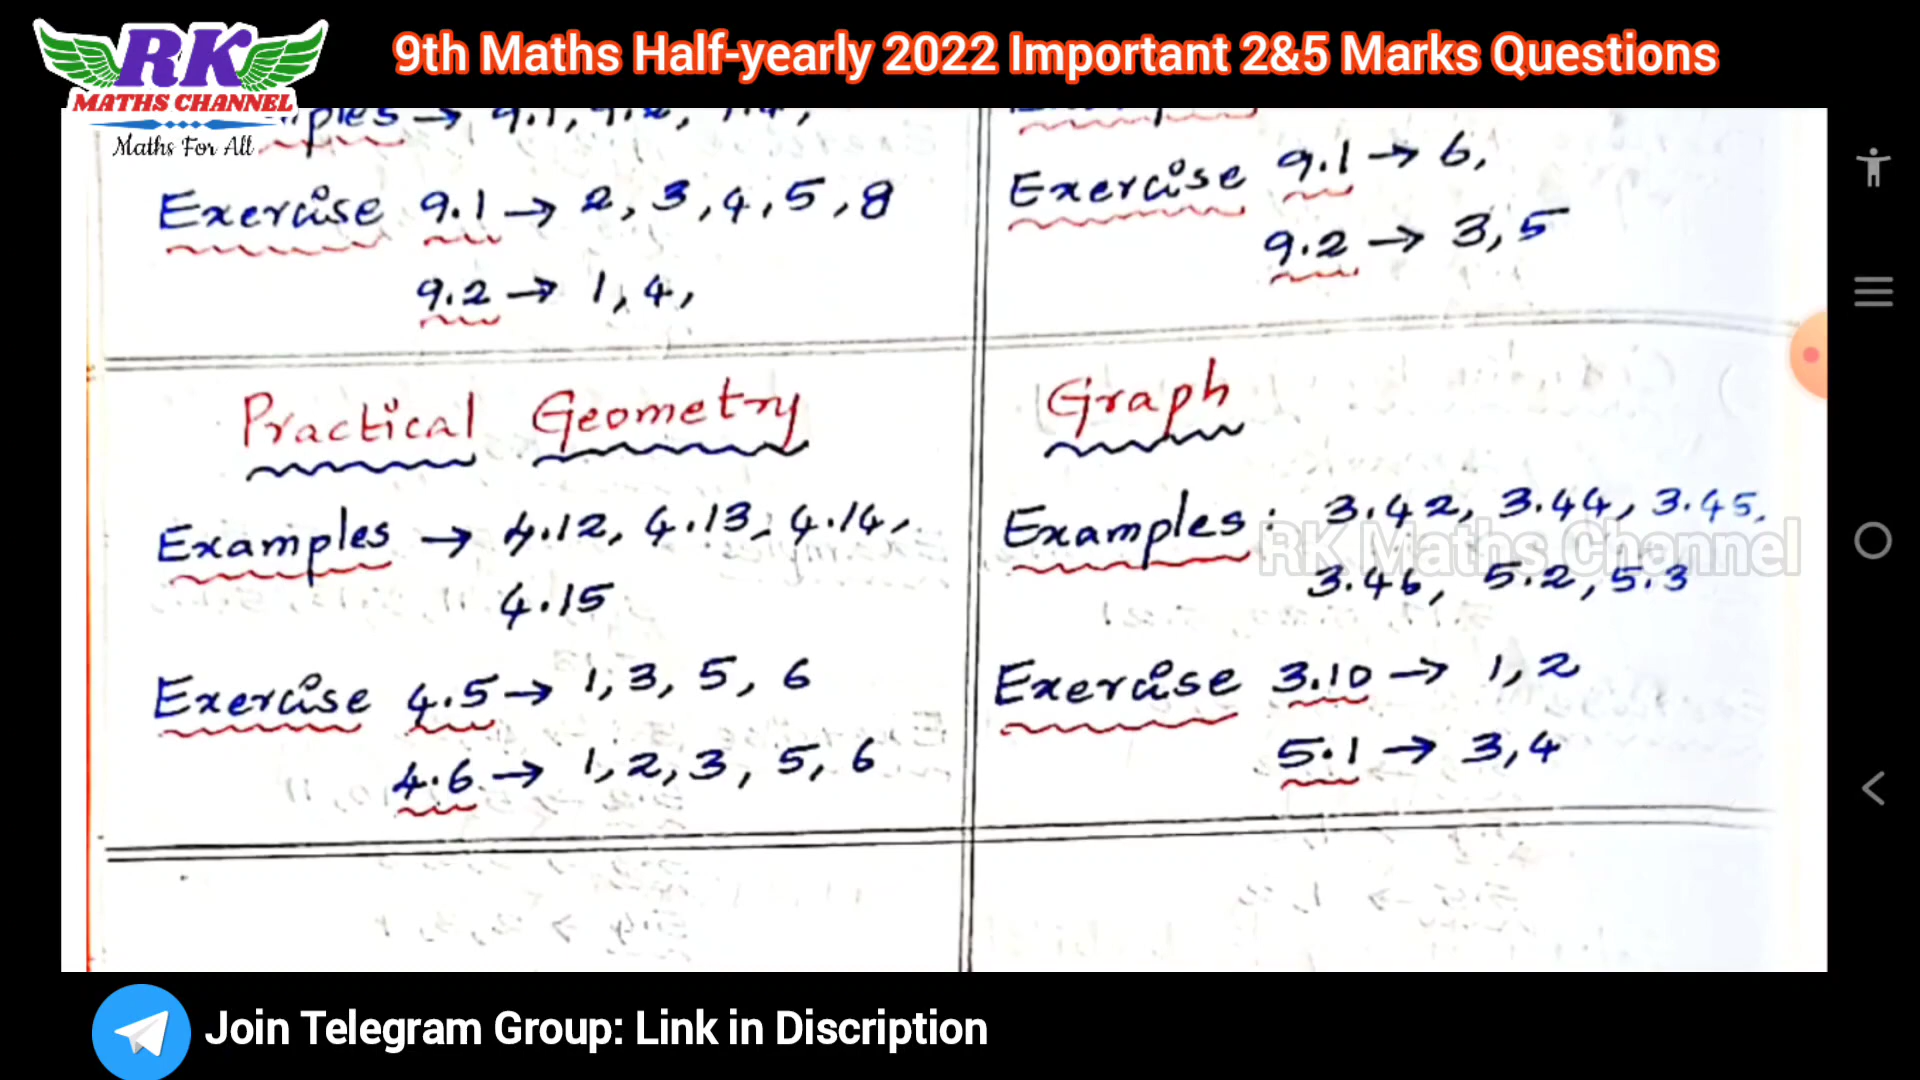 RK
MATHS CHANNEL
Maths For All
9th Maths Half-yearly 2022 Important 2&5 Marks Questions
Exercise 9.1 → 2, 3, 4, 5, 8
9.2 → 1, 4,
Exercise 9.1 → 6,
9.2 → 3, 5
Practical Geometry
Examples → 4.12, 4.13, 4.14,
4.15
Exercise 4.5 → 1, 3, 5, 6
4.6 → 1, 2, 3, 5, 6
Graph
Examples : 3.42, 3.44, 3.45,
RK Maths Channel
3.46, 5.2, 5.3
Exercise 3.10 → 1, 2
5.1 → 3, 4
Join Telegram Group: Link in Discription